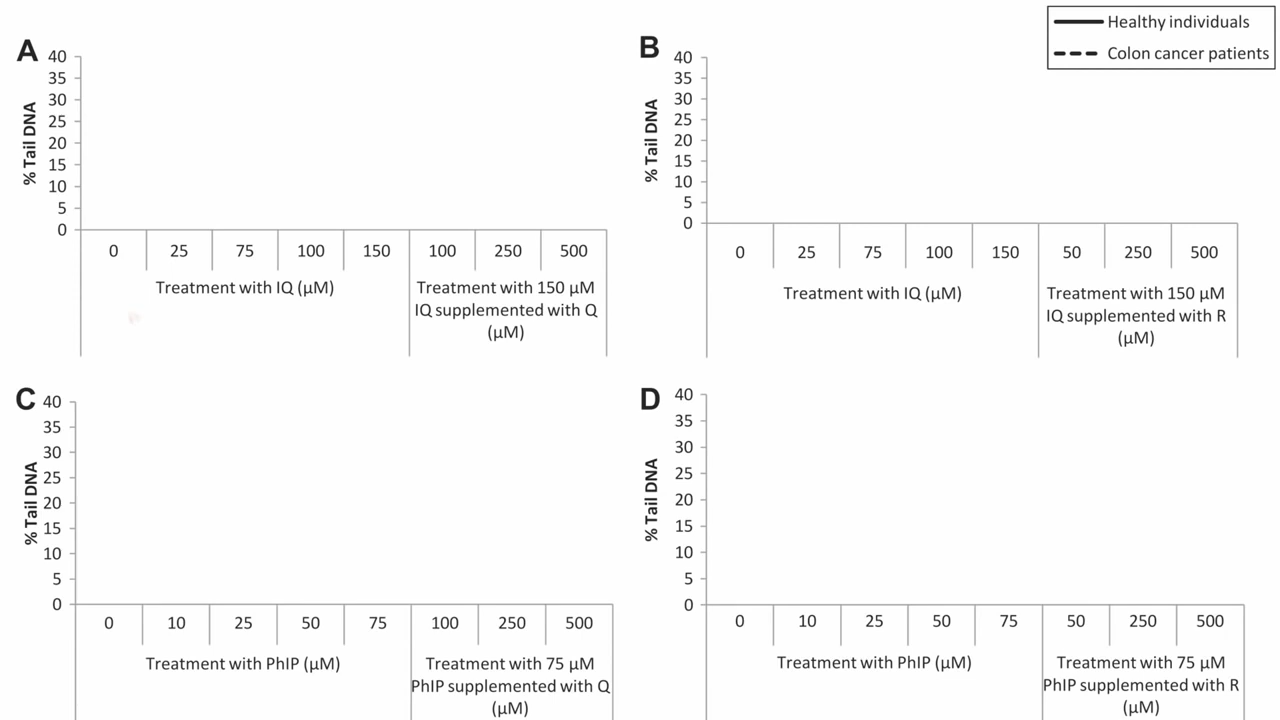 Healthy individuals
Colon cancer patients
A
40
35
30
25
20
15
10
5
0
% Tail DNA
0 25 75 100 150 100 250 500
Treatment with IQ (µM)
Treatment with 150 µM
IQ supplemented with Q
(µM)
B
40
35
30
25
20
15
10
5
0
% Tail DNA
0 25 75 100 150 50 250 500
Treatment with IQ (µM)
Treatment with 150 µM
IQ supplemented with R
(µM)
C
40
35
30
25
20
15
10
5
0
% Tail DNA
0 10 25 50 75 100 250 500
Treatment with PhIP (µM)
Treatment with 75 µM
PhIP supplemented with Q
(µM)
D
40
35
30
25
20
15
10
5
0
% Tail DNA
0 10 25 50 75 50 250 500
Treatment with PhIP (µM)
Treatment with 75 µM
PhIP supplemented with R
(µM)